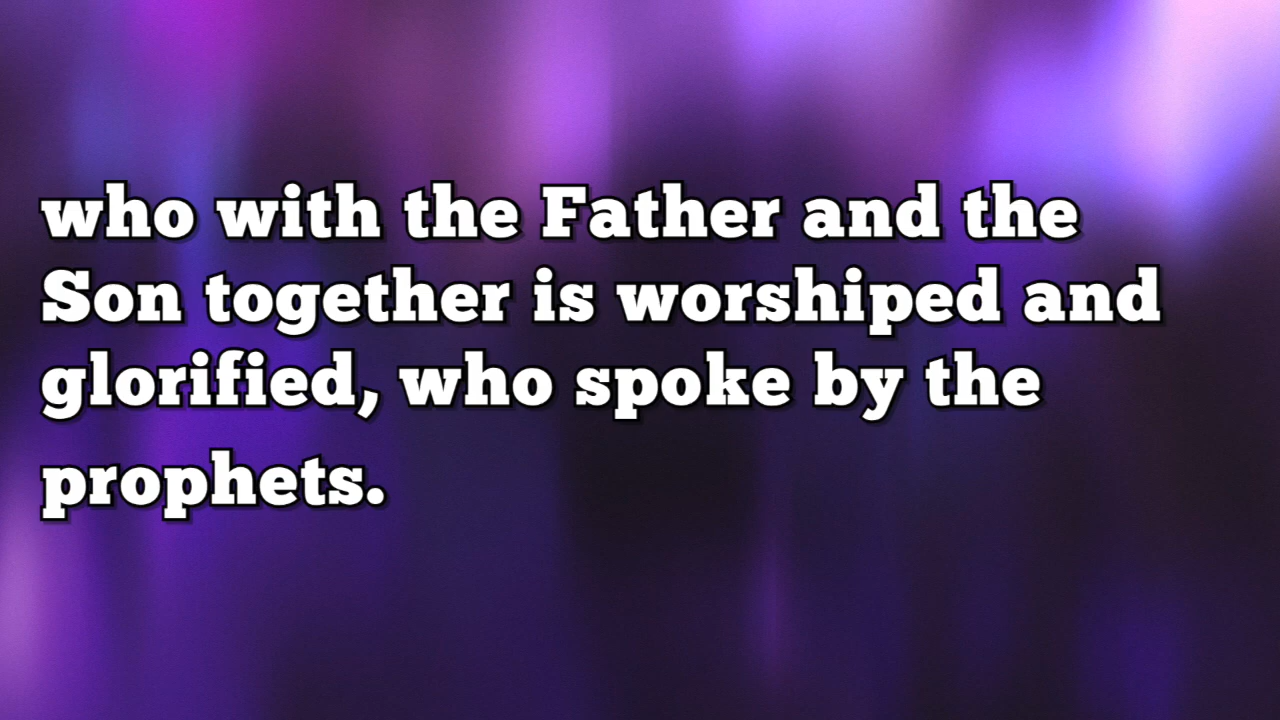 who with the Father and the
Son together is worshiped and
glorified, who spoke by the
prophets.